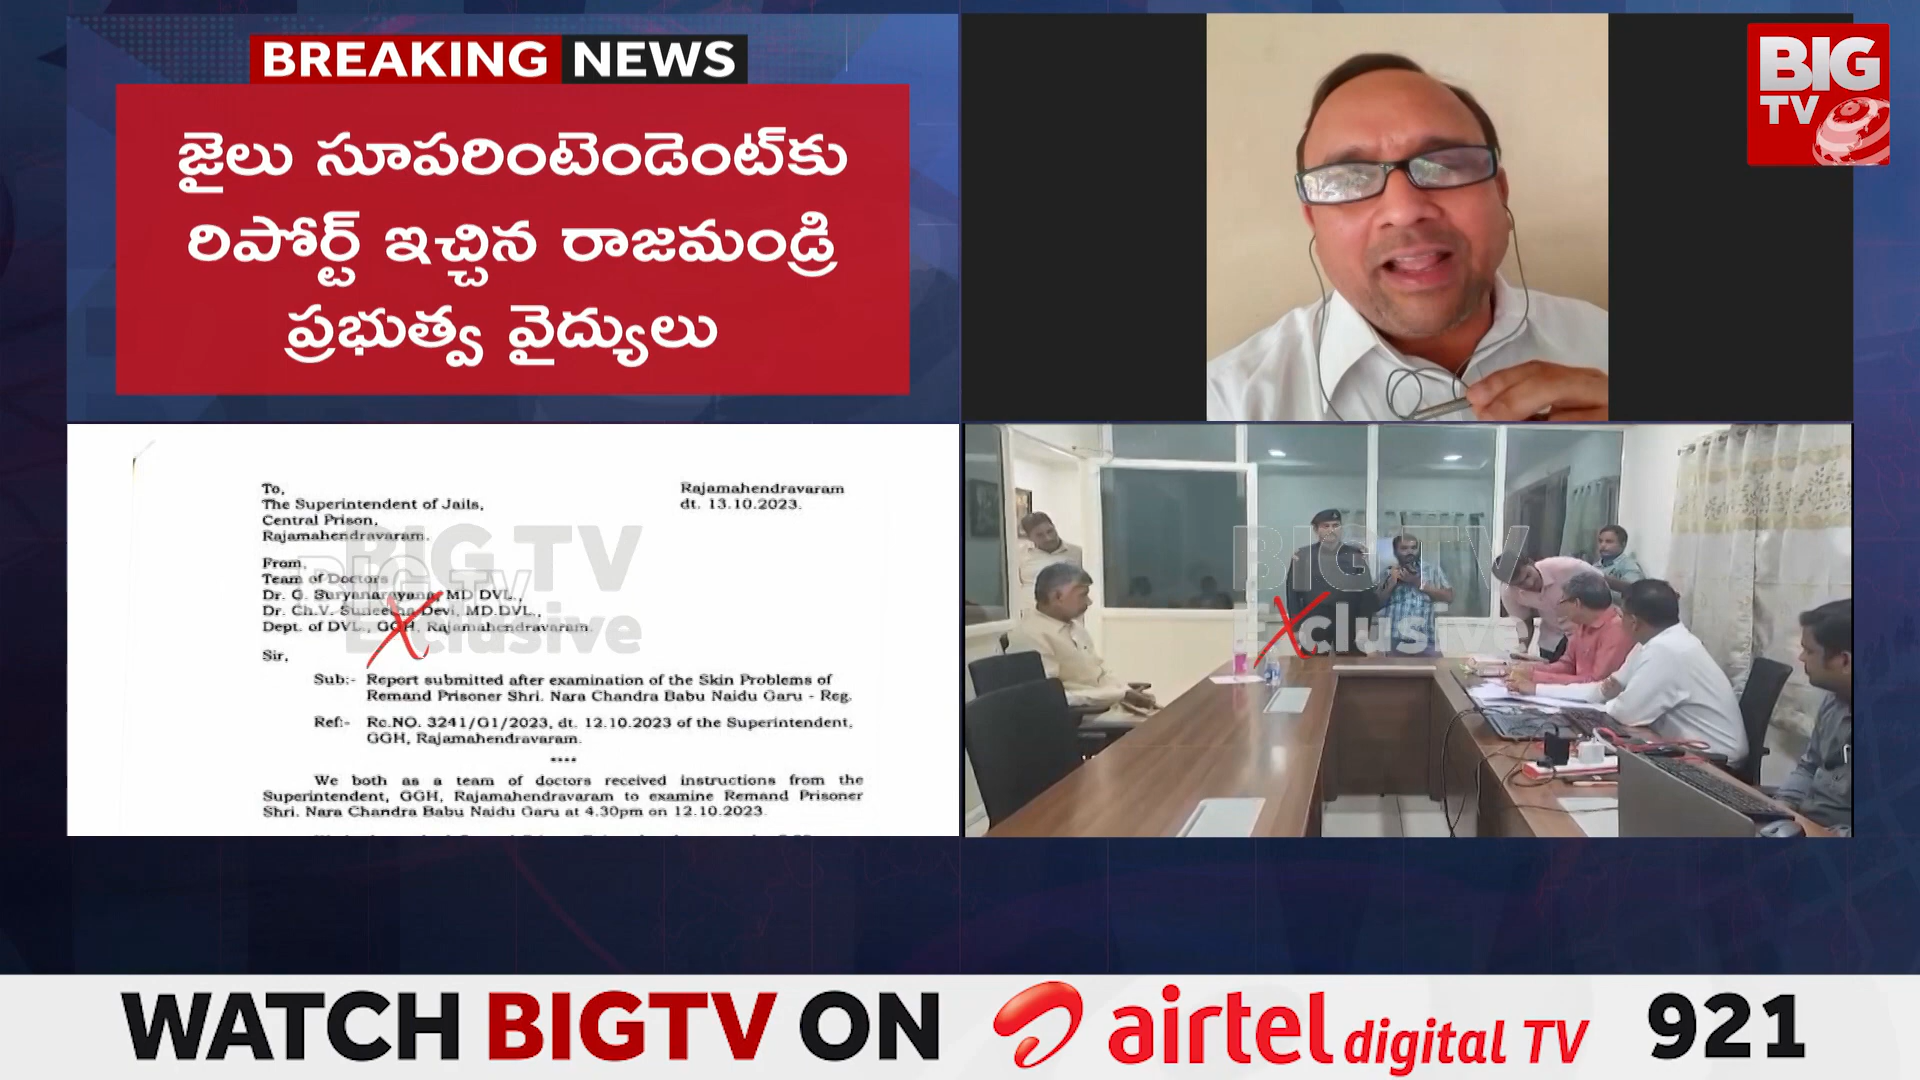 BREAKING NEWS
జైలు సూపరింటెండెంట్‌కు
రిపోర్ట్ ఇచ్చిన రాజమండ్రి
ప్రభుత్వ వైద్యులు
BIG
TV
To,
The Superintendent of Jails,
Central Prison,
Rajamahendravaram.
Rajamahendravaram
dt. 13.10.2023.
From,
Team of Doctors
Dr. G. Suryanarayana, MD DVL.,
Dr. Ch.V. Suneetha Devi, MD.DVL.,
Dept. of DVL., GGH, Rajamahendravaram.
Sir,
Sub:- Report submitted after examination of the Skin Problems of
Remand Prisoner Shri. Nara Chandra Babu Naidu Garu - Reg.
Ref:- Rc.NO. 3241/G1/2023, dt. 12.10.2023 of the Superintendent,
GGH, Rajamahendravaram.
****
We both as a team of doctors received instructions from the
Superintendent, GGH, Rajamahendravaram to examine Remand Prisoner
Shri. Nara Chandra Babu Naidu Garu at 4.30pm on 12.10.2023.
BIG TV
BIG TV
Exclusive
BIG TV
Exclusive
WATCH BIGTV ON airtel digital TV 921